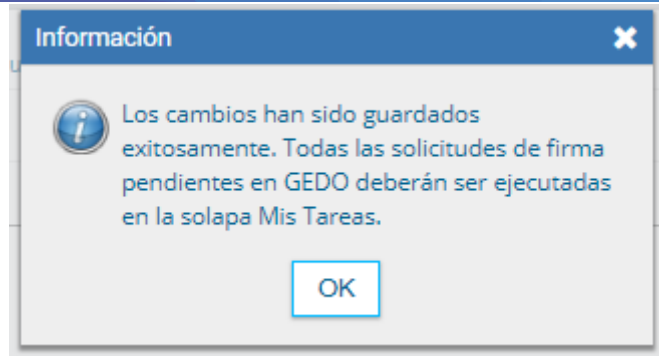 Información
Los cambios han sido guardados
exitosamente. Todas las solicitudes de firma
pendientes en GEDO deberán ser ejecutadas
en la solapa Mis Tareas.
OK